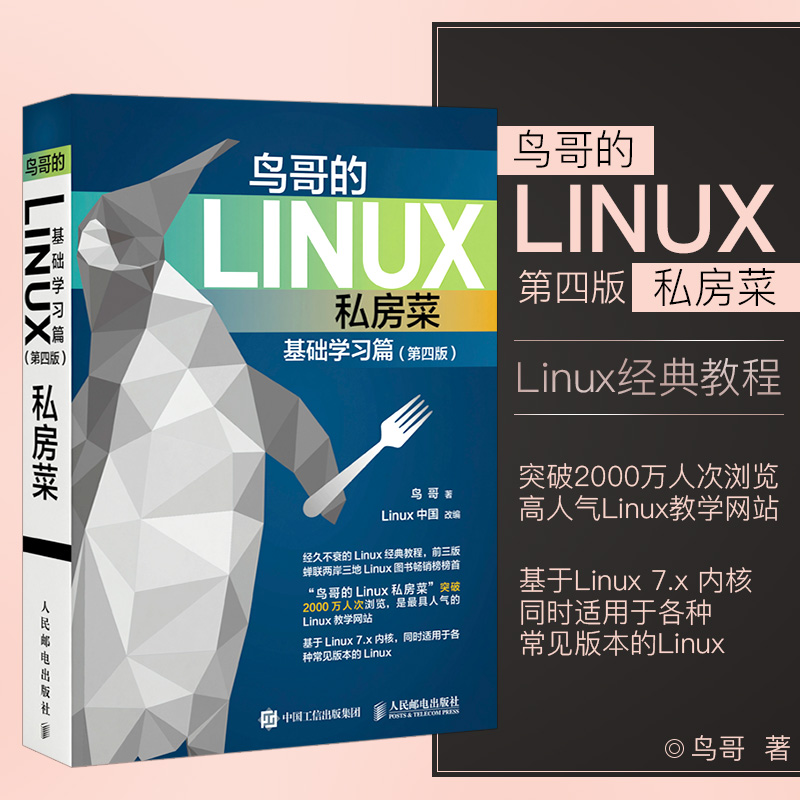 鸟哥的
LINUX
基础学习篇
(第四版)
私房菜
人民邮电出版社
鸟哥的
LINUX
私房菜
基础学习篇（第四版）
鸟 哥 著
Linux 中国 改编
经久不衰的 Linux 经典教程，前三版
蝉联两岸三地 Linux 图书畅销榜榜首
“鸟哥的 Linux 私房菜”突破
2000 万人次浏览，是最具人气的
Linux 教学网站
基于 Linux 7.x 内核，同时适用于各
种常见版本的 Linux
中国工信出版集团
人民邮电出版社
POSTS & TELECOM PRESS
鸟哥的
LINUX
第四版 私房菜
Linux经典教程
突破2000万人次浏览
高人气Linux教学网站
基于Linux 7.x 内核
同时适用于各种
常见版本的Linux
◎鸟哥 著